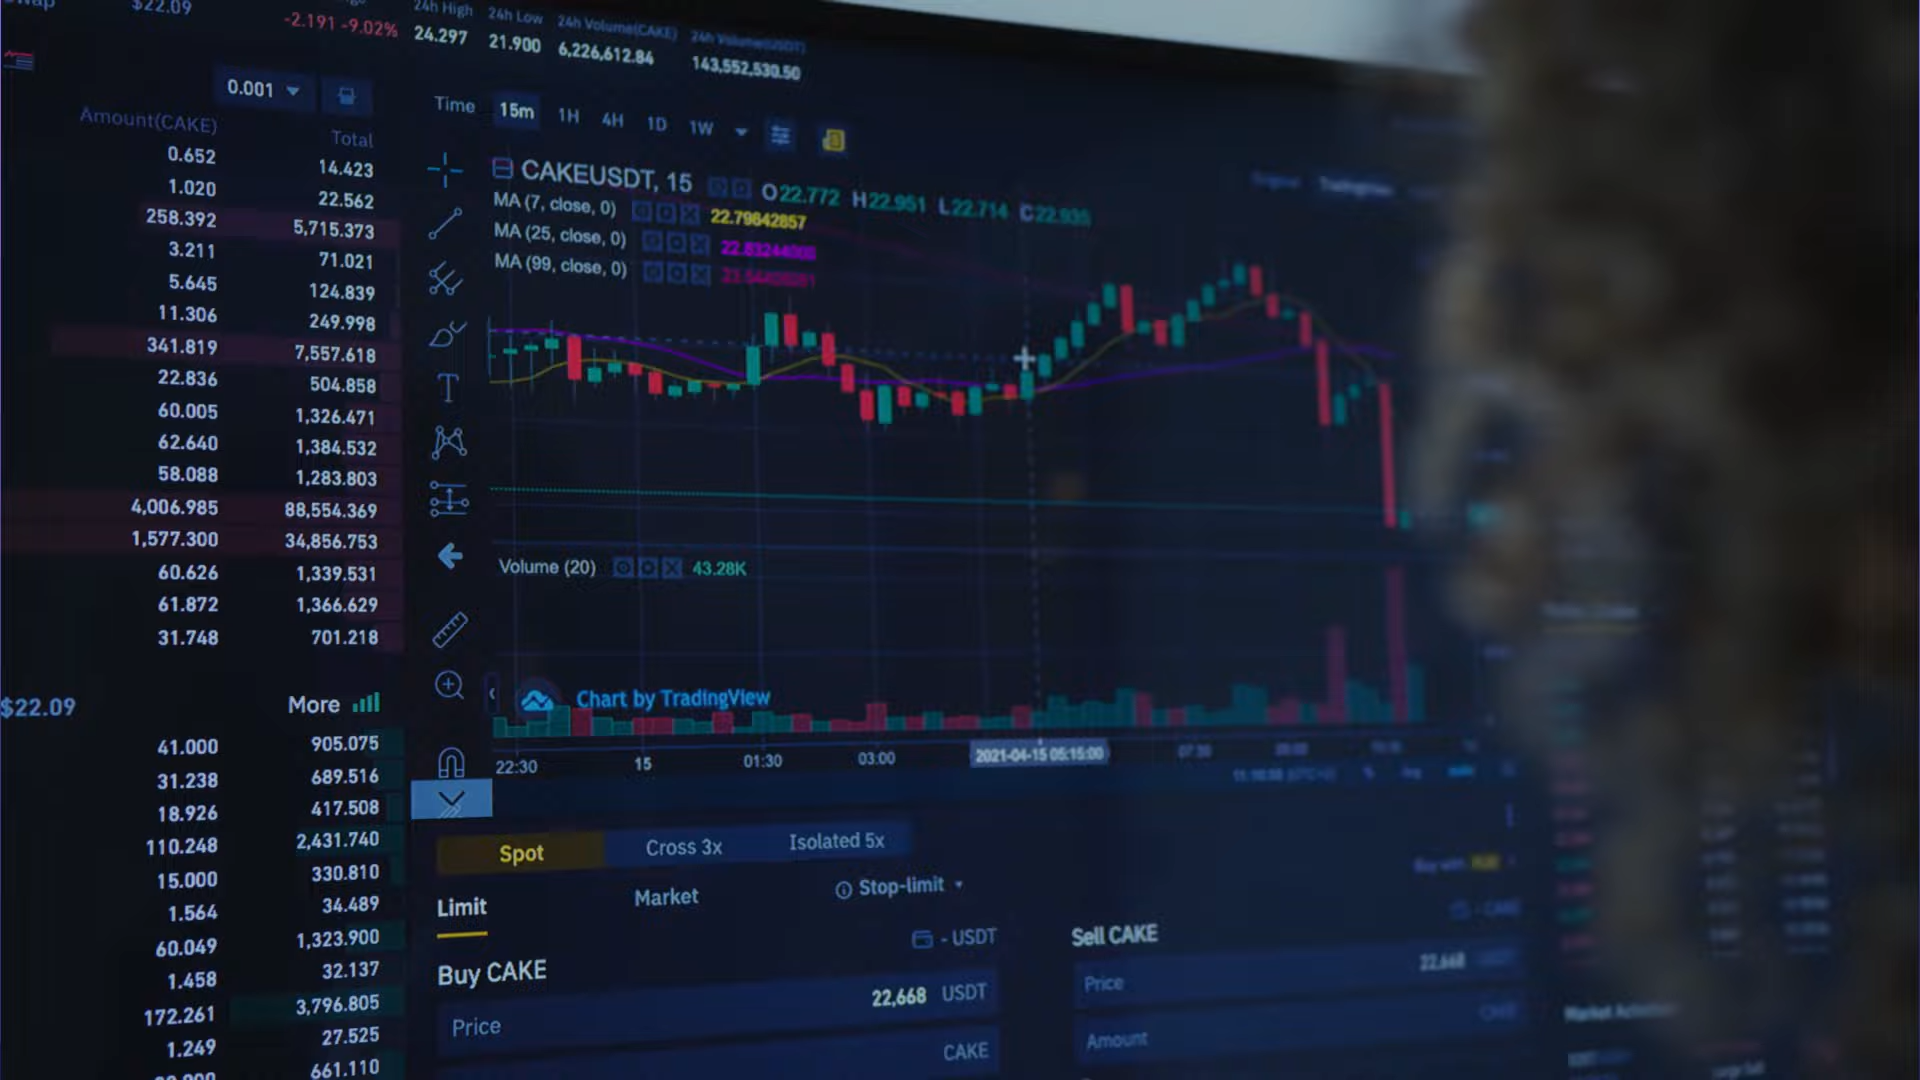 $22.09
-2.191 -9.02%
24h High
24.297
24h Low
21.900
24h Volume(CAKE)
6,226,612.84
24h Volume(USDT)
143,552,530.50
0.001
Amount(CAKE) Total
0.652 14.423
1.020 22.562
258.392 5,715.373
3.211 71.021
5.645 124.839
11.306 249.998
341.819 7,557.618
22.836 504.858
60.005 1,326.471
62.640 1,384.532
58.088 1,283.803
4,006.985 88,554.369
1,577.300 34,856.753
60.626 1,339.531
61.872 1,366.629
31.748 701.218
$22.09 More
41.000 905.075
31.238 689.516
18.926 417.508
110.248 2,431.740
15.000 330.810
1.564 34.489
60.049 1,323.900
1.458 32.137
172.261 3,796.805
1.249 27.525
661.110
Time 15m 1H 4H 1D 1W
CAKEUSDT, 15 O22.772 H22.951 L22.714 C22.935
MA (7, close, 0) 22.79842857
MA (25, close, 0)
MA (99, close, 0)
Volume (20) 43.28K
Chart by TradingView
22:30 15 01:30 03:00 2021-04-15 05:15:00 07:30
Spot Cross 3x Isolated 5x
Limit Market Stop-limit
- USDT
Buy CAKE
Price 22,668 USDT
CAKE
Sell CAKE
Price 22,668
Amount